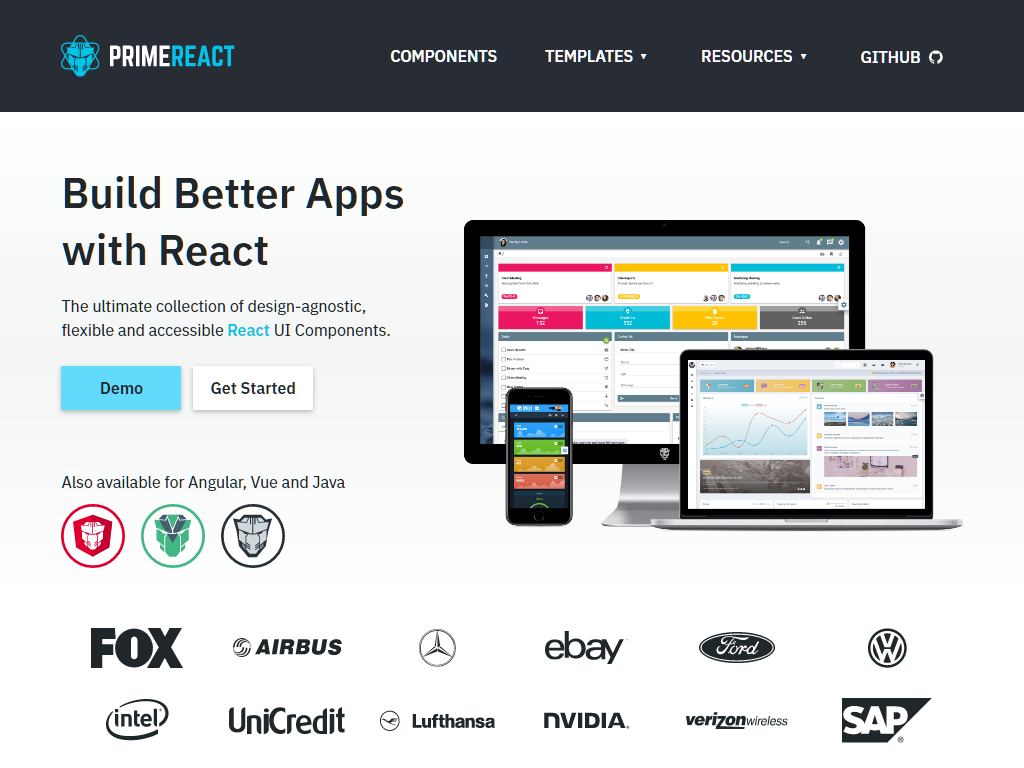 PRIMEREACT
COMPONENTS
TEMPLATES ▼
RESOURCES ▼
GITHUB
Build Better Apps
with React
The ultimate collection of design-agnostic,
flexible and accessible React UI Components.
Demo
Get Started
Also available for Angular, Vue and Java
FOX
AIRBUS
ebay
Ford
intel
UniCredit
Lufthansa
NVIDIA.
verizon wireless
SAP®